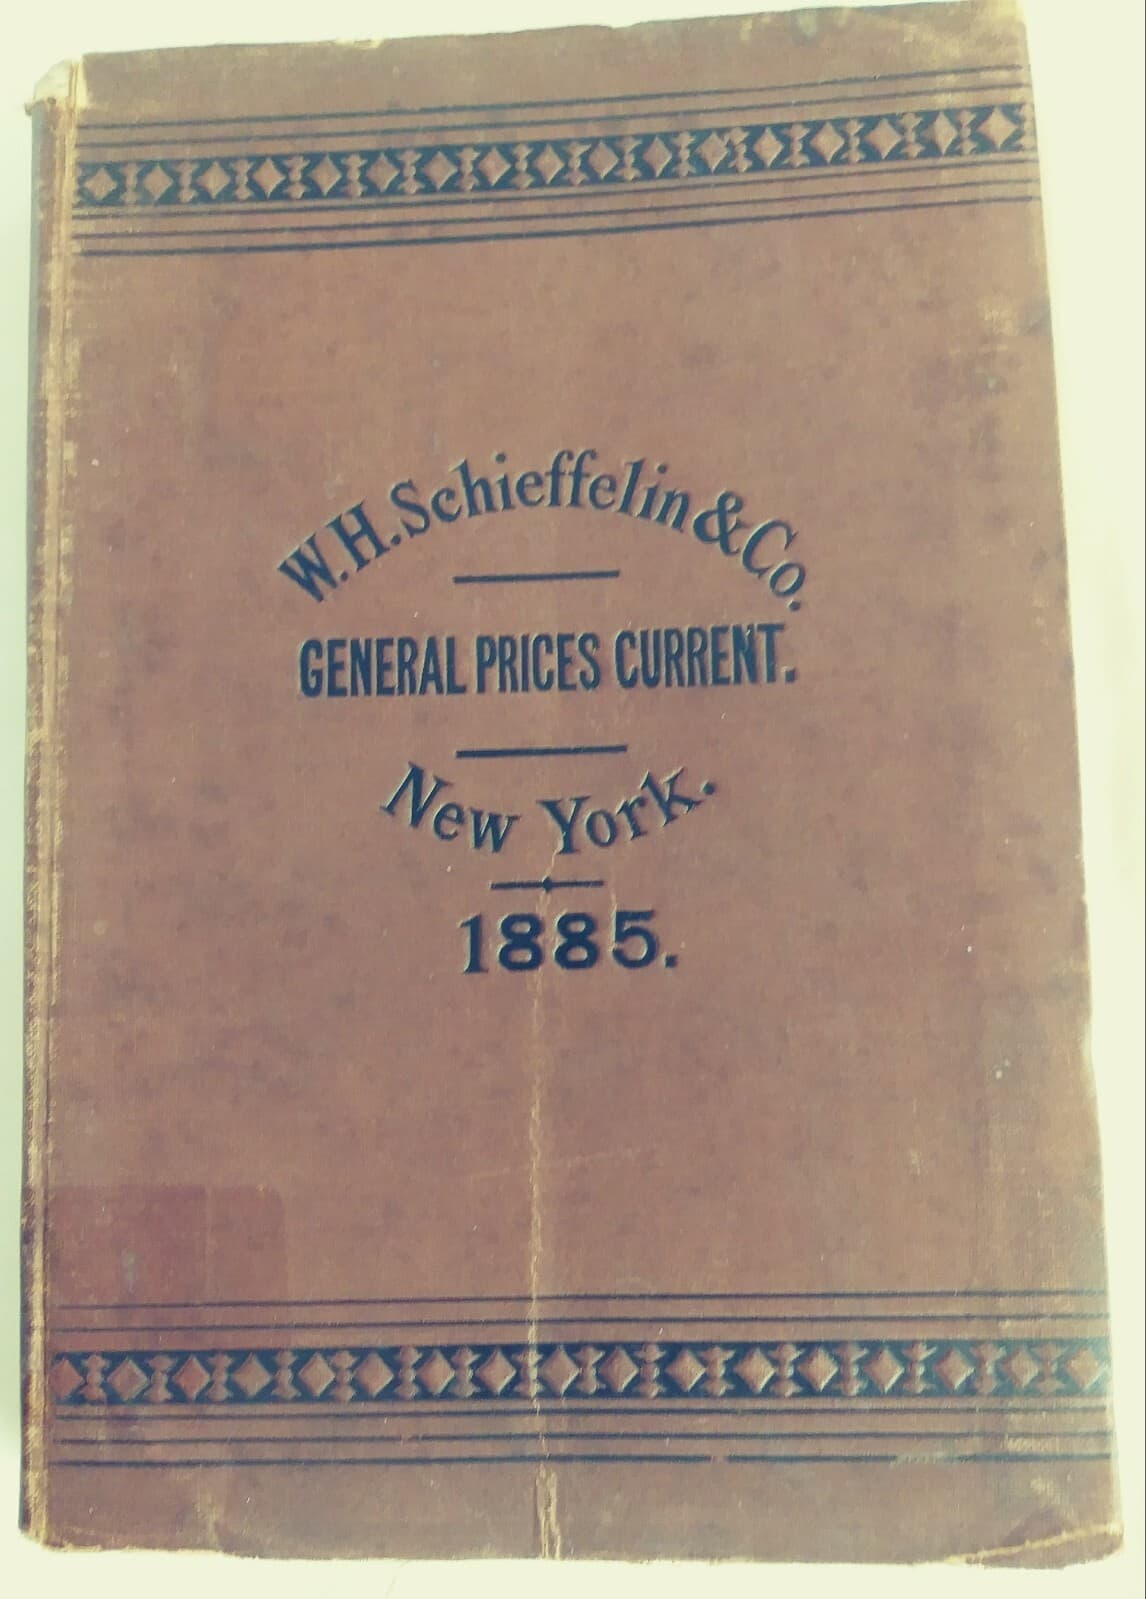 W.H.Schieffelin & Co.
GENERAL PRICES CURRENT.
New York.
1885.